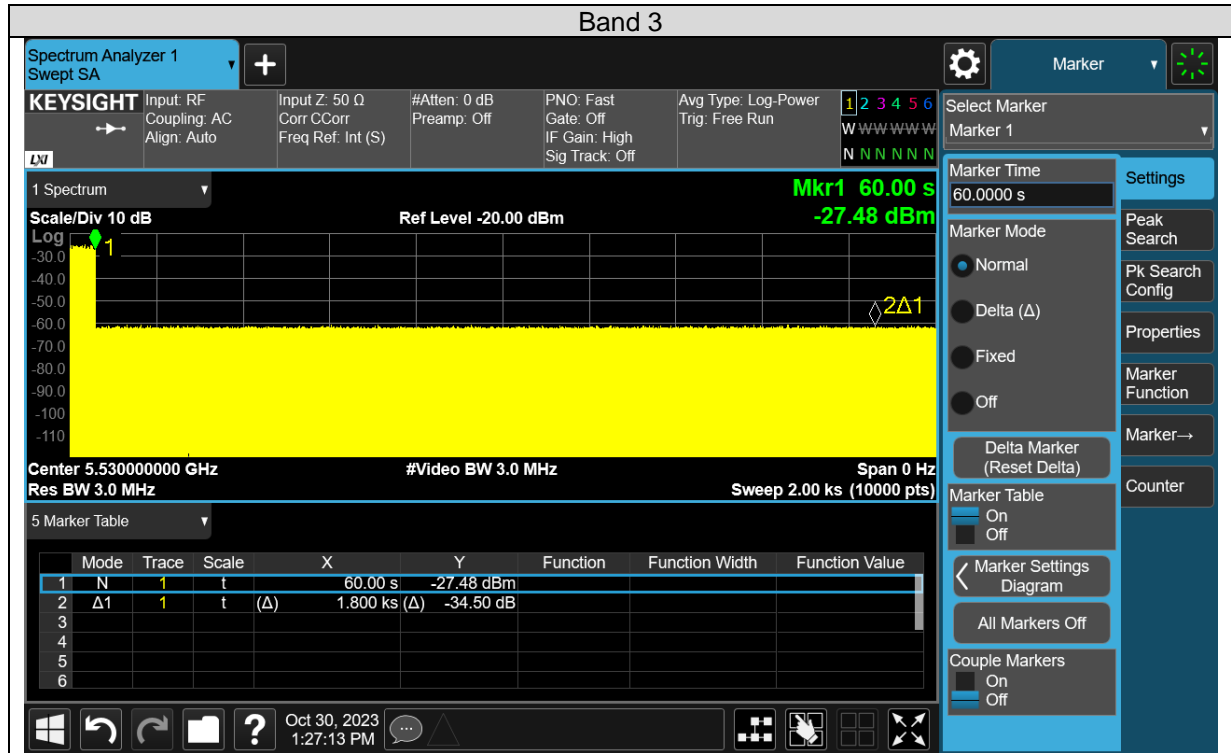 Band 3
Spectrum Analyzer 1
Swept SA
Marker
KEYSIGHT
LXI
Input: RF
Coupling: AC
Align: Auto
Input Z: 50 Ω
Corr CCorr
Freq Ref: Int (S)
#Atten: 0 dB
Preamp: Off
PNO: Fast
Gate: Off
IF Gain: High
Sig Track: Off
Avg Type: Log-Power
Trig: Free Run
1 2 3 4 5 6
W W W W W W
N N N N N N
Select Marker
Marker 1
1 Spectrum
Mkr1 60.00 s
-27.48 dBm
Scale/Div 10 dB
Ref Level -20.00 dBm
Log
1
2Δ1
-30.0
-40.0
-50.0
-60.0
-70.0
-80.0
-90.0
-100
-110
Center 5.530000000 GHz
#Video BW 3.0 MHz
Span 0 Hz
Res BW 3.0 MHz
Sweep 2.00 ks (10000 pts)
5 Marker Table
Mode Trace Scale X Y Function Function Width Function Value
1 N 1 t 60.00 s -27.48 dBm
2 Δ1 1 t (Δ) 1.800 ks (Δ) -34.50 dB
3
4
5
6
Marker Time
60.0000 s
Marker Mode
Normal
Delta (Δ)
Fixed
Off
Delta Marker
(Reset Delta)
Marker Table
On
Off
Marker Settings
Diagram
All Markers Off
Couple Markers
On
Off
Settings
Peak
Search
Pk Search
Config
Properties
Marker
Function
Marker→
Counter
?
Oct 30, 2023
1:27:13 PM